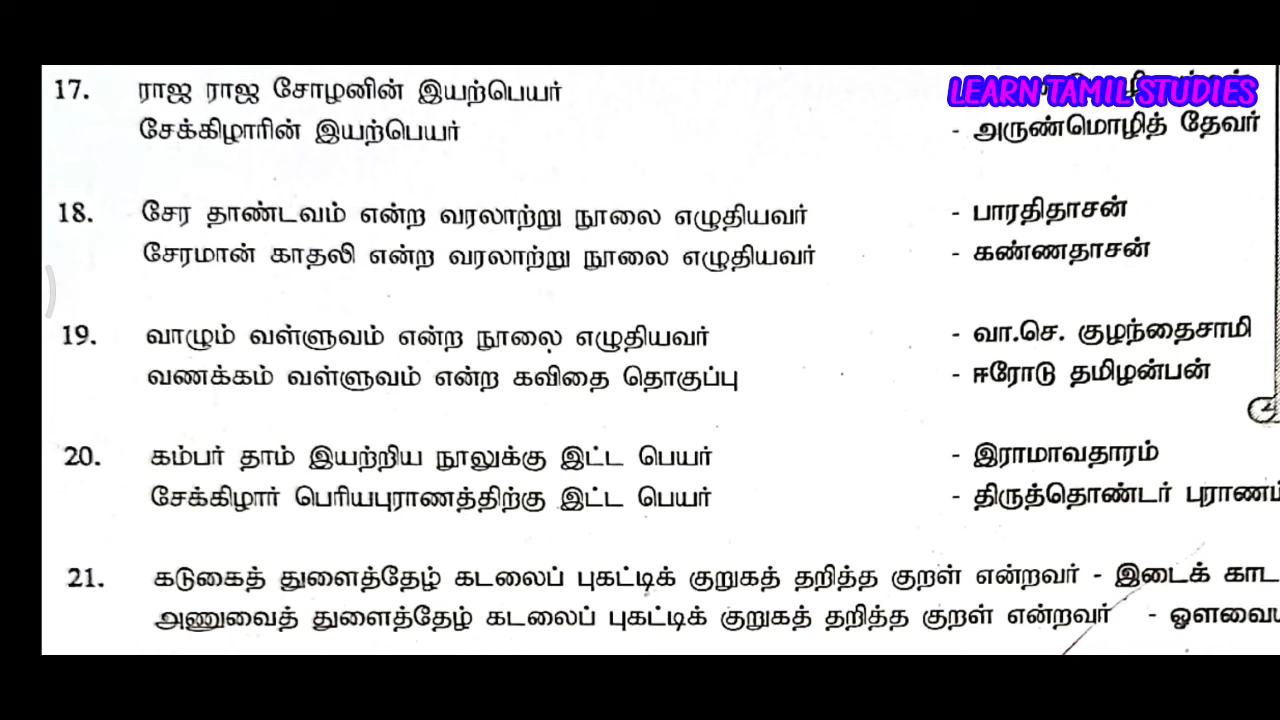 LEARN TAMIL STUDIES
17. ராஜ ராஜ சோழனின் இயற்பெயர்
சேக்கிழாரின் இயற்பெயர் - அருண்மொழித் தேவர்
18. சேர தாண்டவம் என்ற வரலாற்று நூலை எழுதியவர் - பாரதிதாசன்
சேரமான் காதலி என்ற வரலாற்று நூலை எழுதியவர் - கண்ணதாசன்
19. வாழும் வள்ளுவம் என்ற நூலை எழுதியவர் - வா.செ. குழந்தைசாமி
வணக்கம் வள்ளுவம் என்ற கவிதை தொகுப்பு - ஈரோடு தமிழன்பன்
20. கம்பர் தாம் இயற்றிய நூலுக்கு இட்ட பெயர் - இராமாவதாரம்
சேக்கிழார் பெரியபுராணத்திற்கு இட்ட பெயர் - திருத்தொண்டர்
21. கடுகைத் துளைத்தேழ் கடலைப் புகட்டிக் குறுகத் தறித்த குறள் என்றவர் - இடைக்
அணுவைத் துளைத்தேழ் கடலைப் புகட்டிக் குறுகத் தறித்த குறள் என்றவர் -